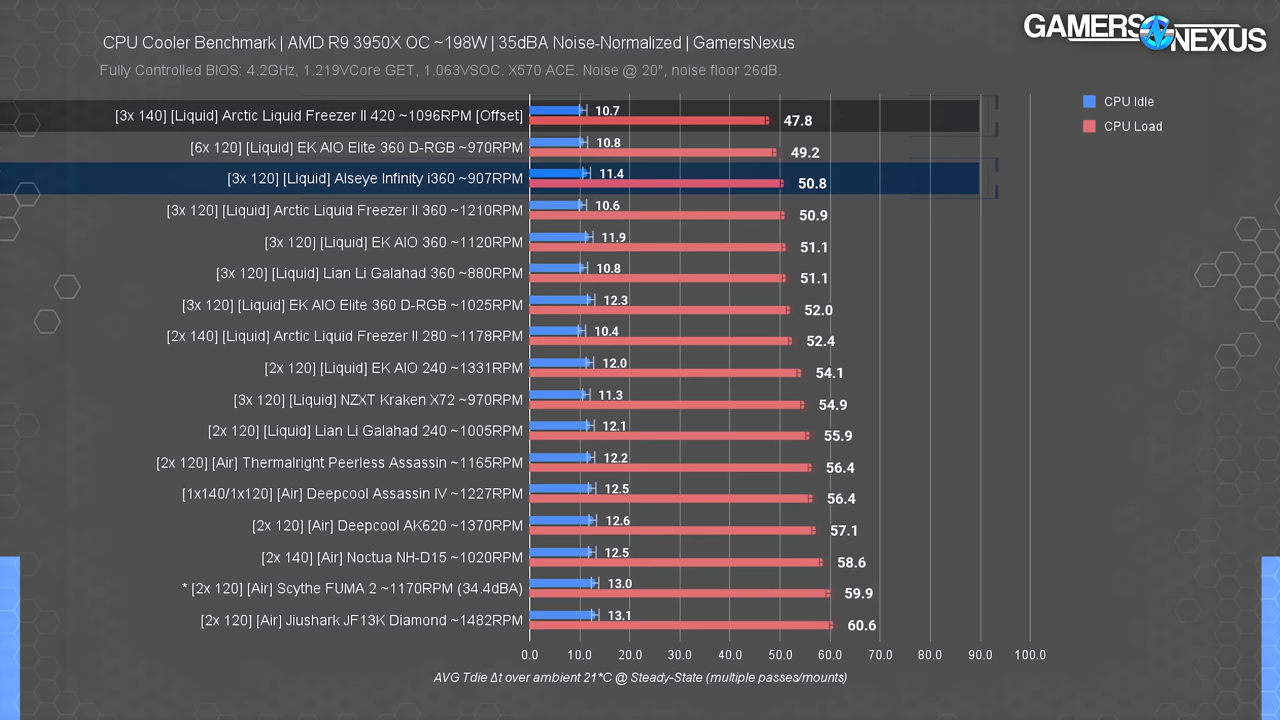 GAMERS NEXUS
CPU Cooler Benchmark | AMD R9 3950X OC ~198W | 35dBA Noise-Normalized | GamersNexus
Fully Controlled BIOS: 4.2GHz, 1.219VCore GET, 1.063VSOC. X570 ACE. Noise @ 20", noise floor 26dB.
CPU Idle
CPU Load
[3x 140] [Liquid] Arctic Liquid Freezer II 420 ~1096RPM [Offset] 10.7 47.8
[6x 120] [Liquid] EK AIO Elite 360 D-RGB ~970RPM 10.8 49.2
[3x 120] [Liquid] Alseye Infinity i360 ~907RPM 11.4 50.8
[3x 120] [Liquid] Arctic Liquid Freezer II 360 ~1210RPM 10.6 50.9
[3x 120] [Liquid] EK AIO 360 ~1120RPM 11.9 51.1
[3x 120] [Liquid] Lian Li Galahad 360 ~880RPM 10.8 51.1
[3x 120] [Liquid] EK AIO Elite 360 D-RGB ~1025RPM 12.3 52.0
[2x 140] [Liquid] Arctic Liquid Freezer II 280 ~1178RPM 10.4 52.4
[2x 120] [Liquid] EK AIO 240 ~1331RPM 12.0 54.1
[3x 120] [Liquid] NZXT Kraken X72 ~970RPM 11.3 54.9
[2x 120] [Liquid] Lian Li Galahad 240 ~1005RPM 12.1 55.9
[2x 120] [Air] Thermalright Peerless Assassin ~1165RPM 12.2 56.4
[1x140/1x120] [Air] Deepcool Assassin IV ~1227RPM 12.5 56.4
[2x 120] [Air] Deepcool AK620 ~1370RPM 12.6 57.1
[2x 140] [Air] Noctua NH-D15 ~1020RPM 12.5 58.6
* [2x 120] [Air] Scythe FUMA 2 ~1170RPM (34.4dBA) 13.0 59.9
[2x 120] [Air] Jiushark JF13K Diamond ~1482RPM 13.1 60.6
0.0 10.0 20.0 30.0 40.0 50.0 60.0 70.0 80.0 90.0 100.0
AVG Tdie Δt over ambient 21*C @ Steady-State (multiple passes/mounts)